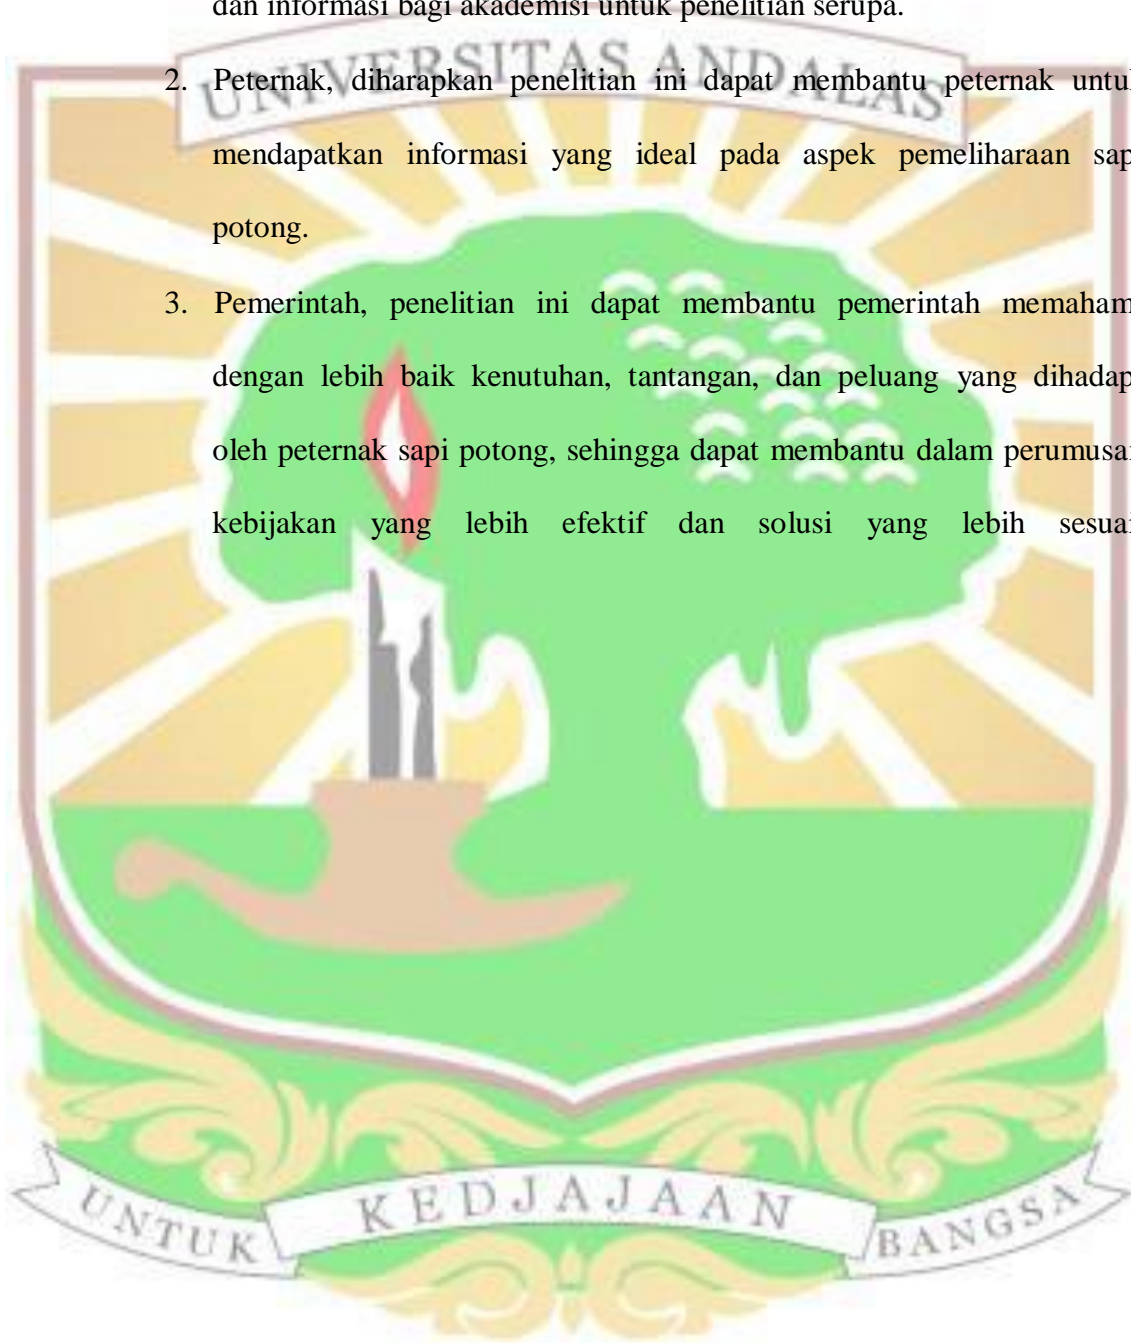 dan informasi bagi akademisi untuk penelitian serupa.
UNIVERSITAS ANDALAS
2. Peternak, diharapkan penelitian ini dapat membantu peternak untu
mendapatkan informasi yang ideal pada aspek pemeliharaan sap
potong.
3. Pemerintah, penelitian ini dapat membantu pemerintah memaham
dengan lebih baik kenutuhan, tantangan, dan peluang yang dihadap
oleh peternak sapi potong, sehingga dapat membantu dalam perumusa
kebijakan yang lebih efektif dan solusi yang lebih sesuai
UNTUK KEDJAJAAN BANGSA